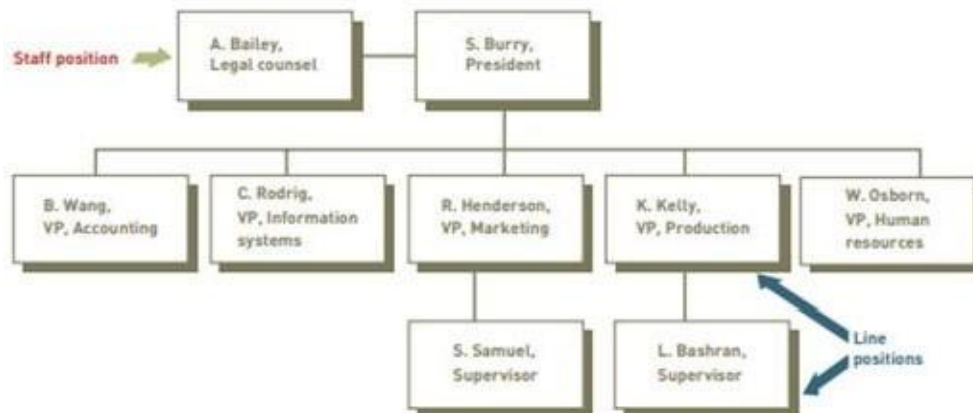 Staff position
A. Bailey,
Legal counsel
S. Burry,
President
B. Wang,
VP, Accounting
C. Rodrig,
VP, Information
systems
R. Henderson,
VP, Marketing
K. Kelly,
VP, Production
W. Osborn,
VP, Human
resources
S. Samuel,
Supervisor
L. Bashran,
Supervisor
Line
positions